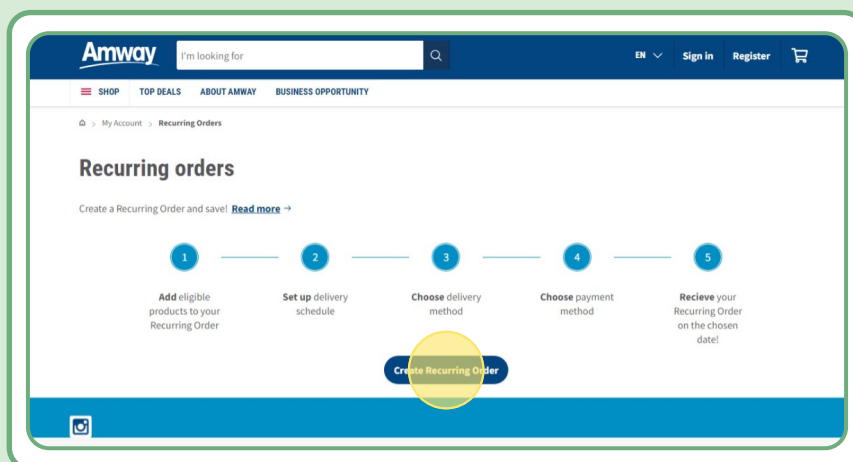 Amway
I'm looking for
EN
Sign in
Register
SHOP
TOP DEALS
ABOUT AMWAY
BUSINESS OPPORTUNITY
> My Account > Recurring Orders
Recurring orders
Create a Recurring Order and save! Read more →
1
2
3
4
5
Add eligible
products to your
Recurring Order
Set up delivery
schedule
Choose delivery
method
Choose payment
method
Recieve your
Recurring Order
on the chosen
date!
Create Recurring Order